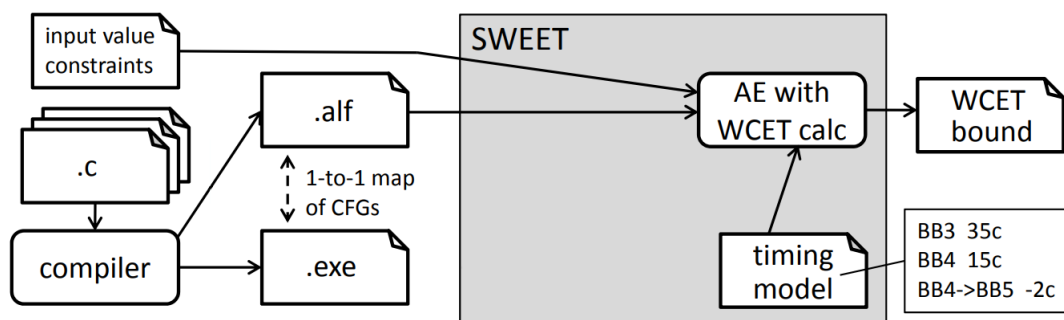 input value
constraints
SWEET
.alf
AE with
WCET calc
WCET
bound
.c
1-to-1 map
of CFGs
compiler
.exe
timing
model
BB3 35c
BB4 15c
BB4->BB5 -2c